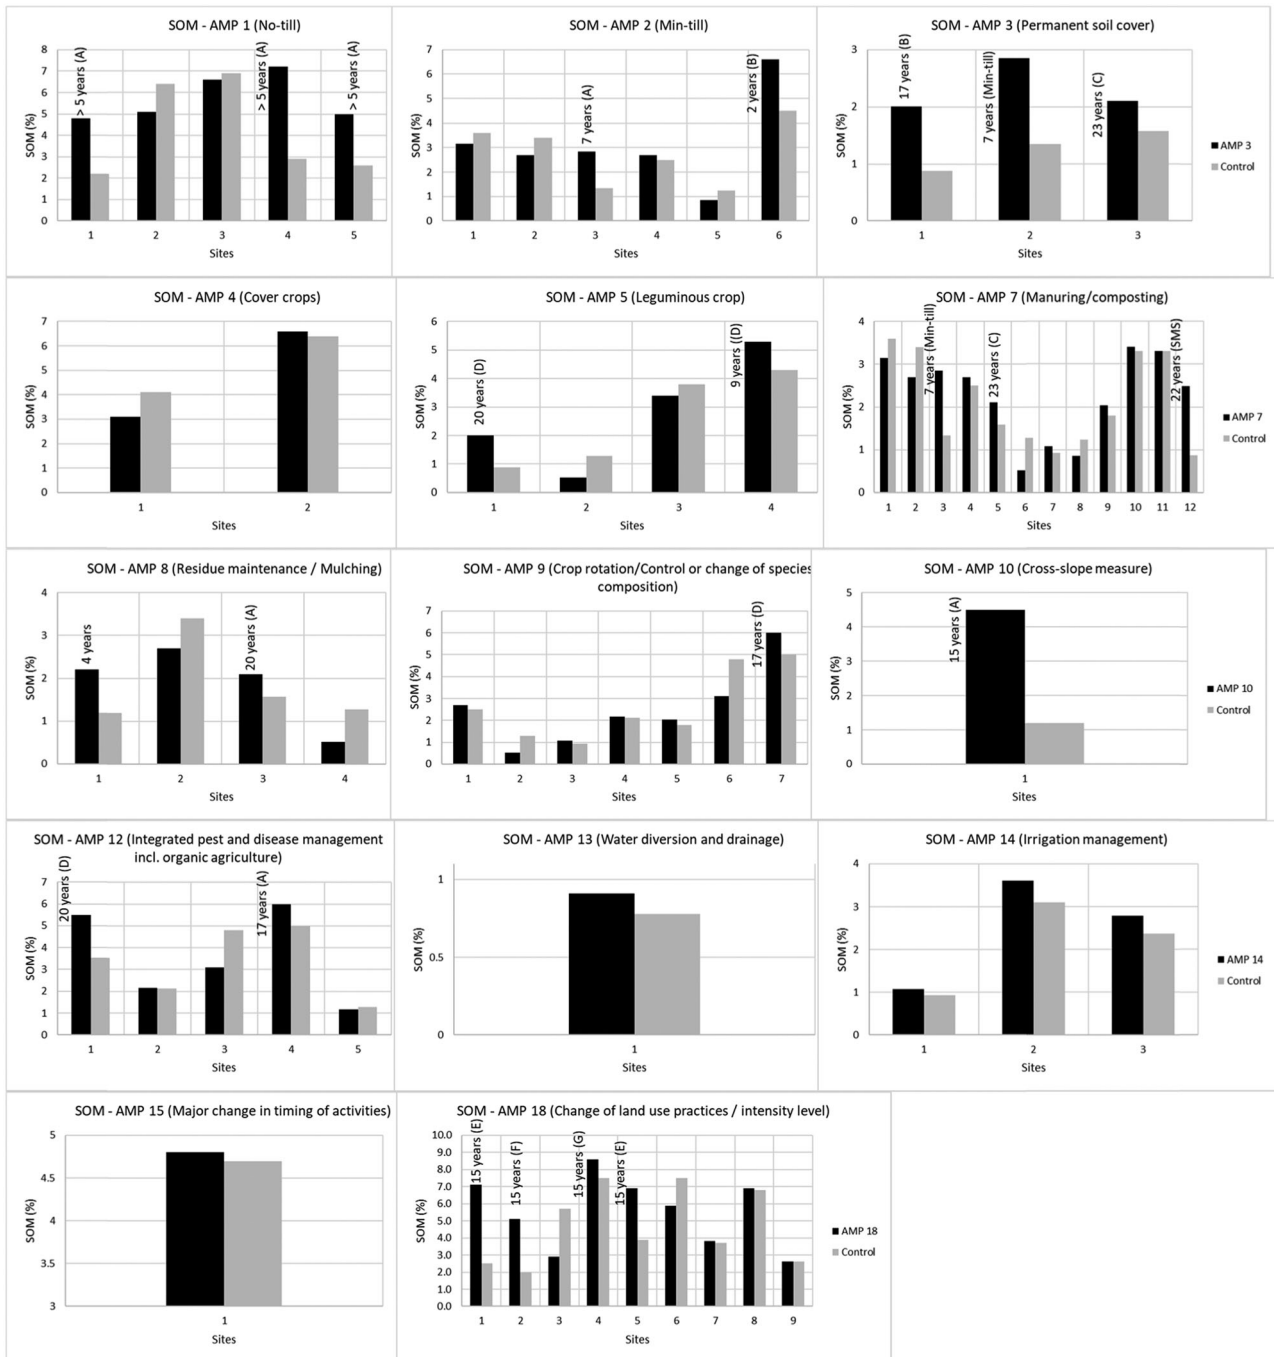 SOM - AMP 1 (No-till)
SOM (%)
8
7
6
5
4
3
2
1
0
> 5 years (A)
> 5 years (A)
> 5 years (A)
1 2 3 4 5
Sites
SOM - AMP 2 (Min-till)
SOM (%)
7
6
5
4
3
2
1
0
7 years (A)
2 years (B)
1 2 3 4 5 6
Sites
SOM - AMP 3 (Permanent soil cover)
SOM (%)
3
2
1
0
17 years (B)
7 years (Min-till)
23 years (C)
1 2 3
Sites
AMP 3
Control
SOM - AMP 4 (Cover crops)
SOM (%)
7
6
5
4
3
2
1
0
1 2
Sites
SOM - AMP 5 (Leguminous crop)
SOM (%)
6
5
4
3
2
1
0
20 years (D)
9 years ((D)
1 2 3 4
Sites
SOM - AMP 7 (Manuring/composting)
SOM (%)
4
3
2
1
0
7 years (Min-till)
23 years (C)
22 years (SMS)
1 2 3 4 5 6 7 8 9 10 11 12
Sites
AMP 7
Control
SOM - AMP 8 (Residue maintenance / Mulching)
SOM (%)
4
3
2
1
0
4 years
20 years (A)
1 2 3 4
Sites
SOM - AMP 9 (Crop rotation/Control or change of species
composition)
SOM (%)
7
6
5
4
3
2
1
0
17 years (D)
1 2 3 4 5 6 7
Sites
SOM - AMP 10 (Cross-slope measure)
SOM (%)
5
4
3
2
1
0
15 years (A)
1
Sites
AMP 10
Control
SOM - AMP 12 (Integrated pest and disease management
incl. organic agriculture)
SOM (%)
7
6
5
4
3
2
1
0
20 years (D)
17 years (A)
1 2 3 4 5
Sites
SOM - AMP 13 (Water diversion and drainage)
SOM (%)
1
0.5
0
1
Sites
SOM - AMP 14 (Irrigation management)
SOM (%)
4
3
2
1
0
1 2 3
Sites
AMP 14
Control
SOM - AMP 15 (Major change in timing of activities)
SOM (%)
5
4.5
4
3.5
3
1
Sites
SOM - AMP 18 (Change of land use practices / intensity level)
SOM (%)
10.0
9.0
8.0
7.0
6.0
5.0
4.0
3.0
2.0
1.0
0.0
15 years (E)
15 years (F)
15 years (G)
15 years (E)
1 2 3 4 5 6 7 8 9
Sites
AMP 18
Control